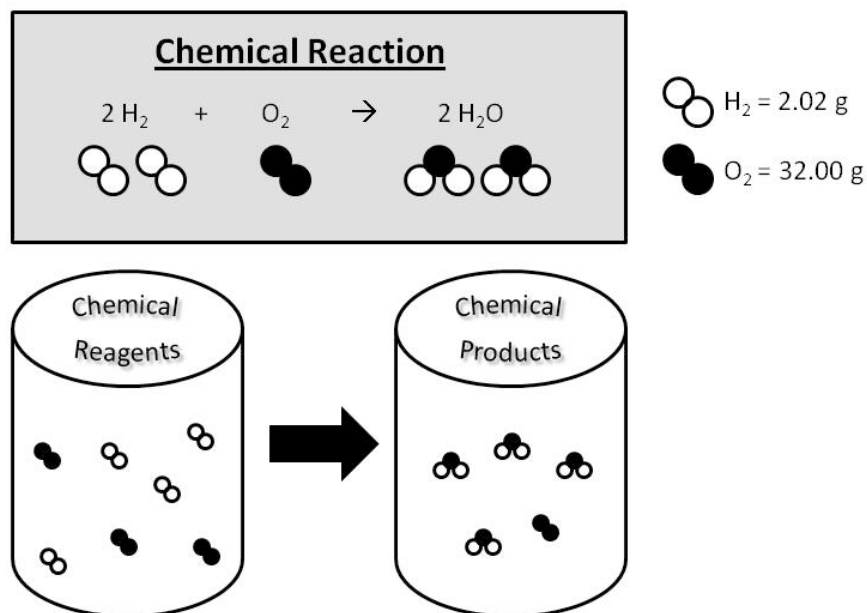 Chemical Reaction
2 H₂ + O₂ → 2 H₂O
H₂ = 2.02 g
O₂ = 32.00 g
Chemical
Reagents
Chemical
Products